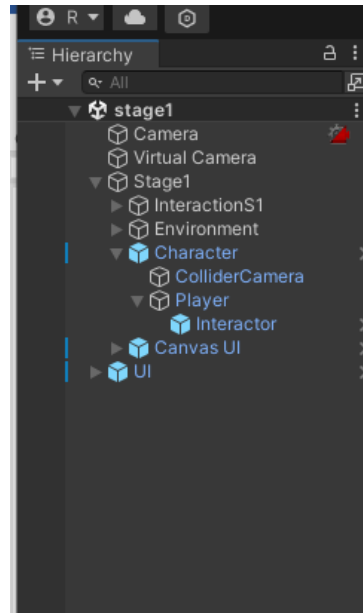 R
Hierarchy
All
stage1
Camera
Virtual Camera
Stage1
InteractionS1
Environment
Character
ColliderCamera
Player
Interactor
Canvas UI
UI